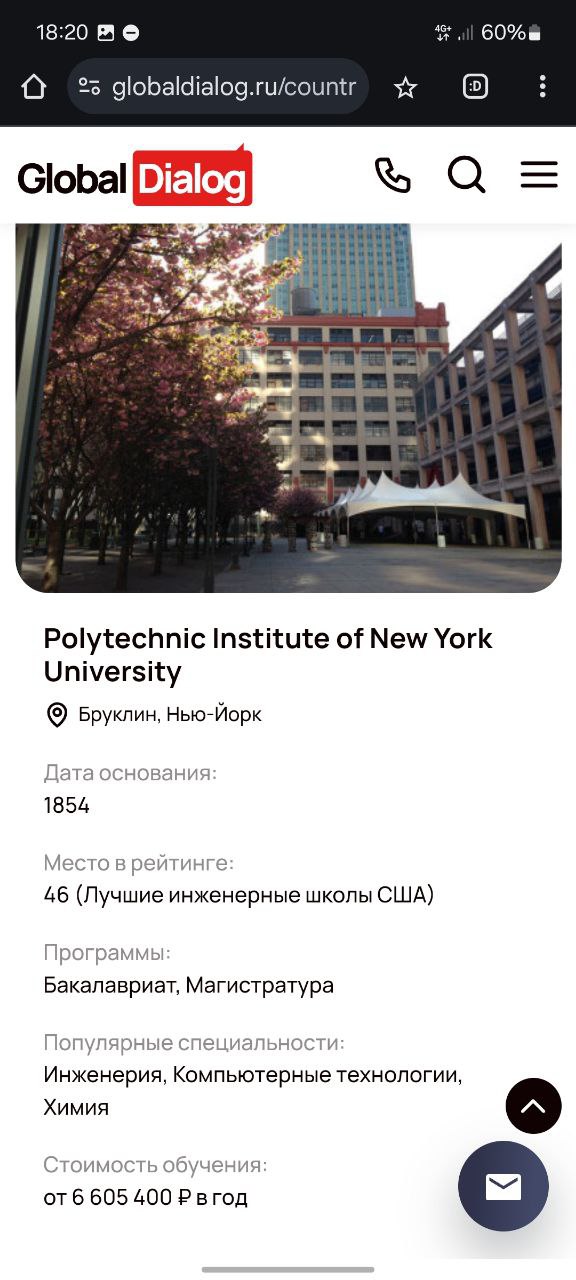 18:20
4G+
60%
globaldialog.ru/countr
:D
Global Dialog
Polytechnic Institute of New York
University
Бруклин, Нью-Йорк
Дата основания:
1854
Место в рейтинге:
46 (Лучшие инженерные школы США)
Программы:
Бакалавриат, Магистратура
Популярные специальности:
Инженерия, Компьютерные технологии,
Химия
Стоимость обучения:
от 6 605 400 ₽ в год